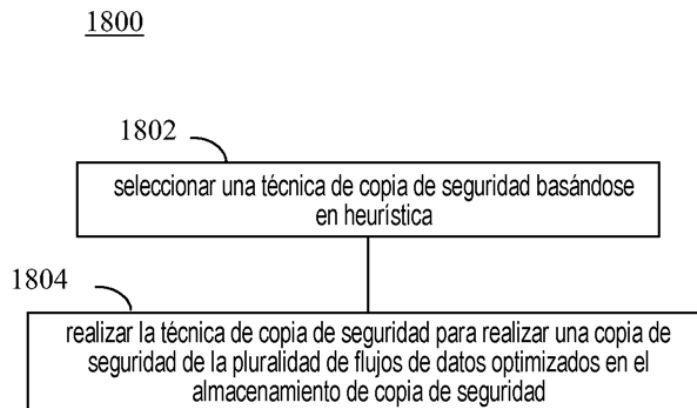 1800
1802
seleccionar una técnica de copia de seguridad basándose
en heurística
1804
realizar la técnica de copia de seguridad para realizar una copia de
seguridad de la pluralidad de flujos de datos optimizados en el
almacenamiento de copia de seguridad